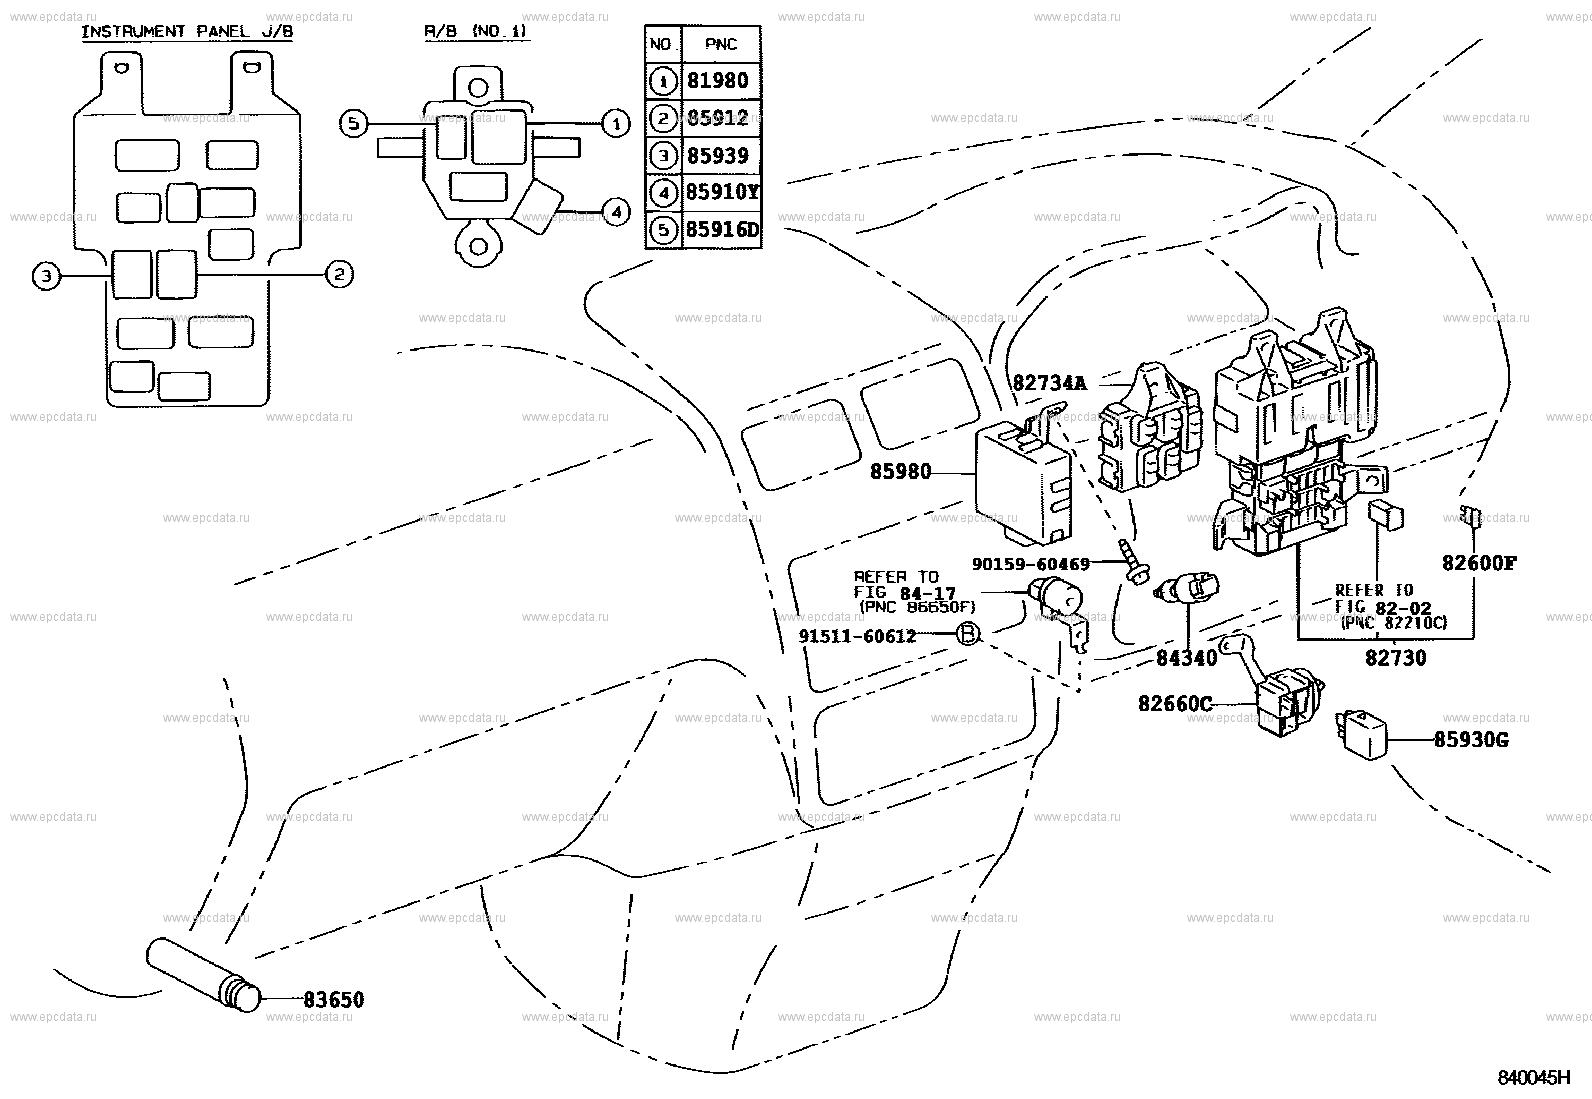 INSTRUMENT PANEL J/B
R/B (NO.1)
NO PNC
1 81980
2 85912
3 85939
4 85910Y
5 85916D
5
1
4
3
2
82734A
85980
90159-60469
REFER TO
FIG 84-17
(PNC 86650F)
91511-60612
B
84340
82600F
REFER TO
FIG 82-02
(PNC 82210C)
82730
82660C
85930G
83650
840045H
www.epcdata.ru